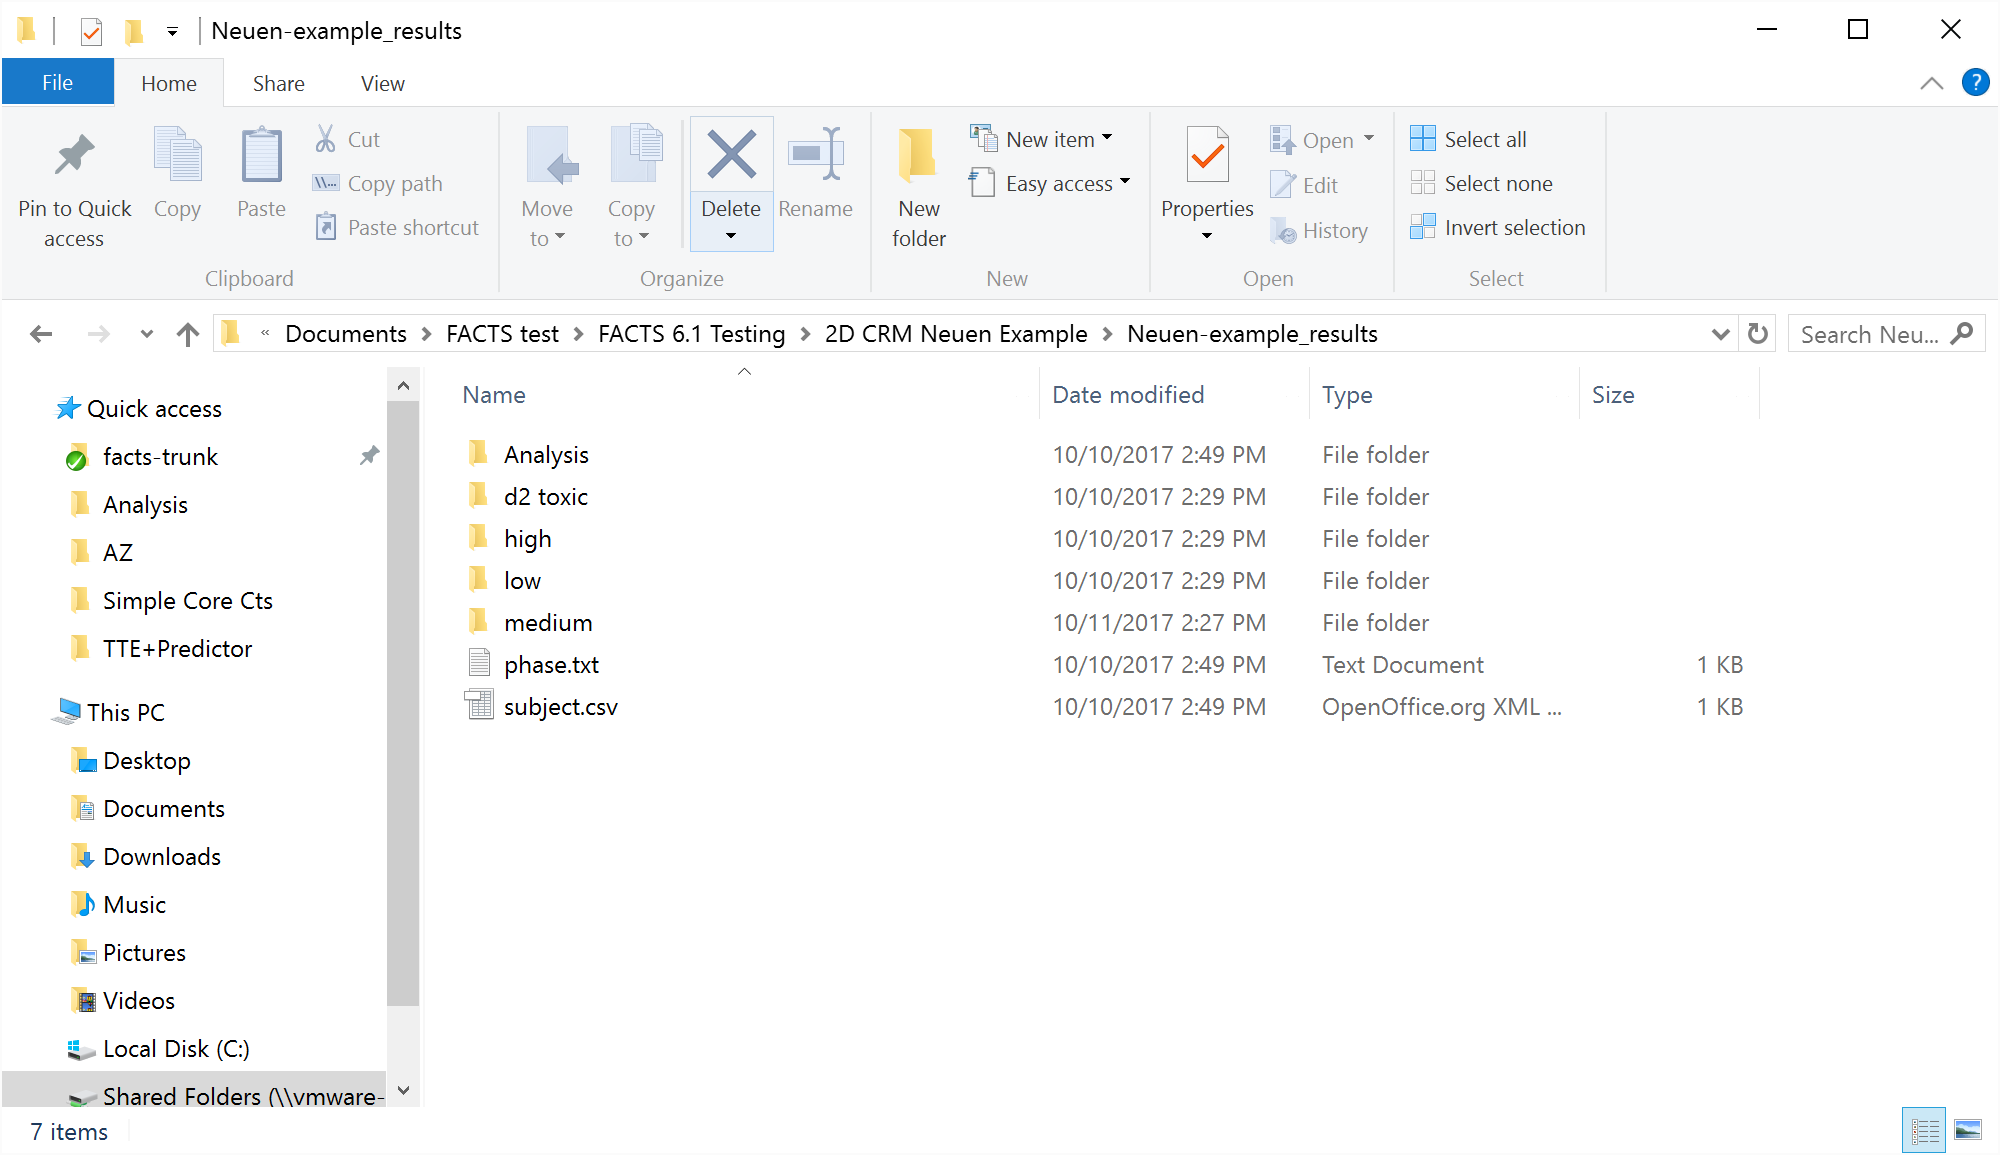 Neuen-example_results
File Home Share View
Pin to Quick access
Copy
Paste
Cut
Copy path
Paste shortcut
Clipboard
Move to
Copy to
Delete
Rename
Organize
New folder
New item
Easy access
New
Properties
Open
Edit
History
Open
Select all
Select none
Invert selection
Select
« Documents > FACTS test > FACTS 6.1 Testing > 2D CRM Neuen Example > Neuen-example_results
Search Neu...
Quick access
facts-trunk
Analysis
AZ
Simple Core Cts
TTE+Predictor
This PC
Desktop
Documents
Downloads
Music
Pictures
Videos
Local Disk (C:)
Shared Folders (\\vmware-
Name Date modified Type Size
Analysis 10/10/2017 2:49 PM File folder
d2 toxic 10/10/2017 2:29 PM File folder
high 10/10/2017 2:29 PM File folder
low 10/10/2017 2:29 PM File folder
medium 10/11/2017 2:27 PM File folder
phase.txt 10/10/2017 2:49 PM Text Document 1 KB
subject.csv 10/10/2017 2:49 PM OpenOffice.org XML ... 1 KB
7 items